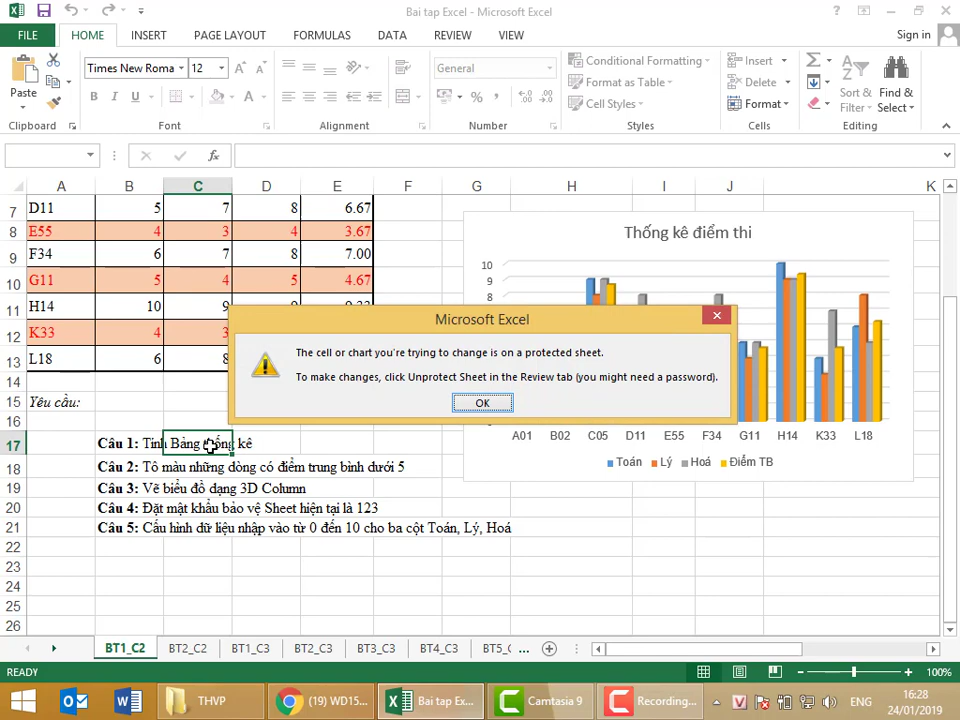 Bai tap Excel - Microsoft Excel
FILE HOME INSERT PAGE LAYOUT FORMULAS DATA REVIEW VIEW Sign in
Paste
Times New Roma 12
B I U
A A
General
% ,
Conditional Formatting
Format as Table
Cell Styles
Insert
Delete
Format
Sort & Filter
Find & Select
Clipboard Font Alignment Number Styles Cells Editing
fx
A B C D E F G H I J K
7 D11 5 7 8 6.67
8 E55 4 3 4 3.67
9 F34 6 7 8 7.00
10 G11 5 4 5 4.67
11 H14 10 9
12 K33 4 3
13 L18 6 8
14
15 Yêu cầu:
16
17 Câu 1: Tính Bảng thống kê
18 Câu 2: Tô màu những dòng có điểm trung bình dưới 5
19 Câu 3: Vẽ biểu đồ dạng 3D Column
20 Câu 4: Đặt mật khẩu bảo vệ Sheet hiện tại là 123
21 Câu 5: Cấu hình dữ liệu nhập vào từ 0 đến 10 cho ba cột Toán, Lý, Hoá
22
23
24
25
26
Thống kê điểm thi
10
9
8
A01 B02 C05 D11 E55 F34 G11 H14 K33 L18
Toán Lý Hoá Điểm TB
Microsoft Excel
The cell or chart you're trying to change is on a protected sheet.
To make changes, click Unprotect Sheet in the Review tab (you might need a password).
OK
BT1_C2 BT2_C2 BT1_C3 BT2_C3 BT3_C3 BT4_C3 BT5_C ...
READY 100%
THVP
(19) WD15...
Bai tap Ex...
Camtasia 9
Recording...
ENG
16:28
24/01/2019